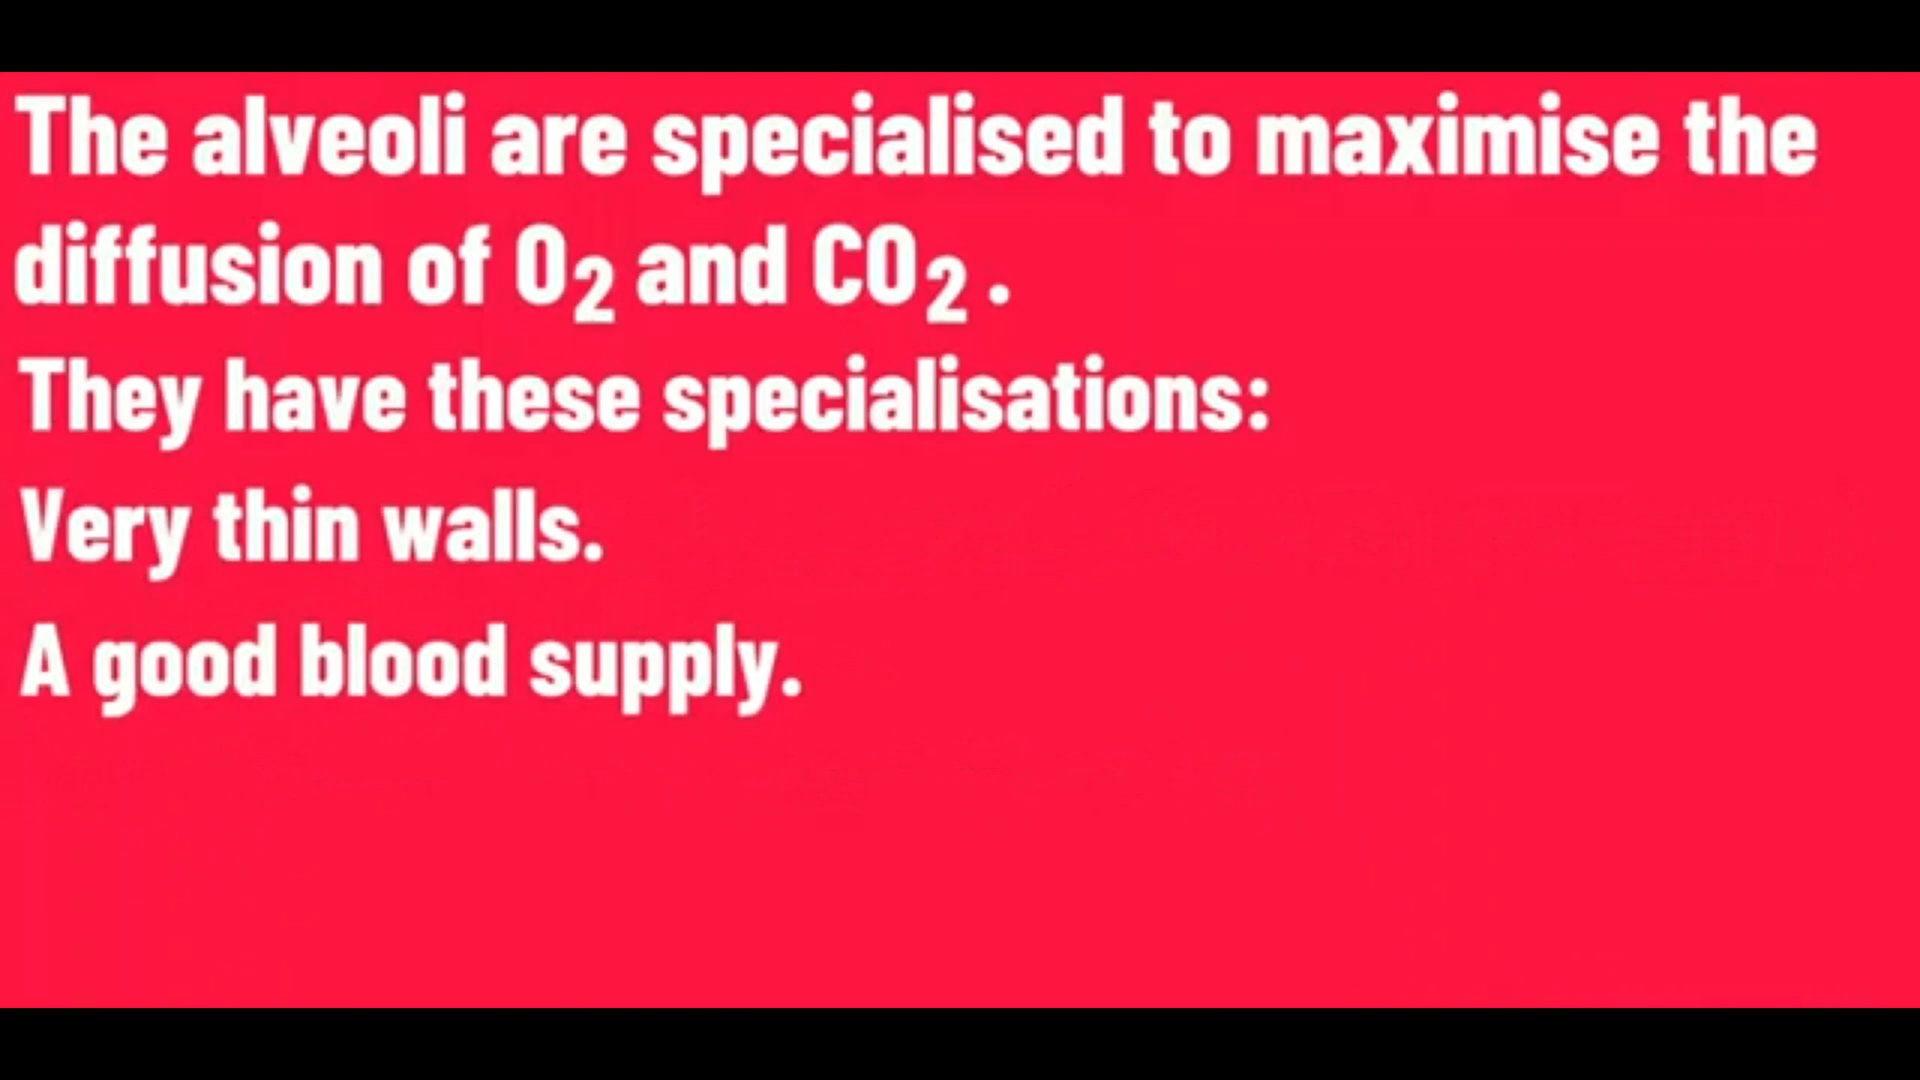 The alveoli are specialised to maximise the
diffusion of O₂ and CO₂ .
They have these specialisations:
Very thin walls.
A good blood supply.